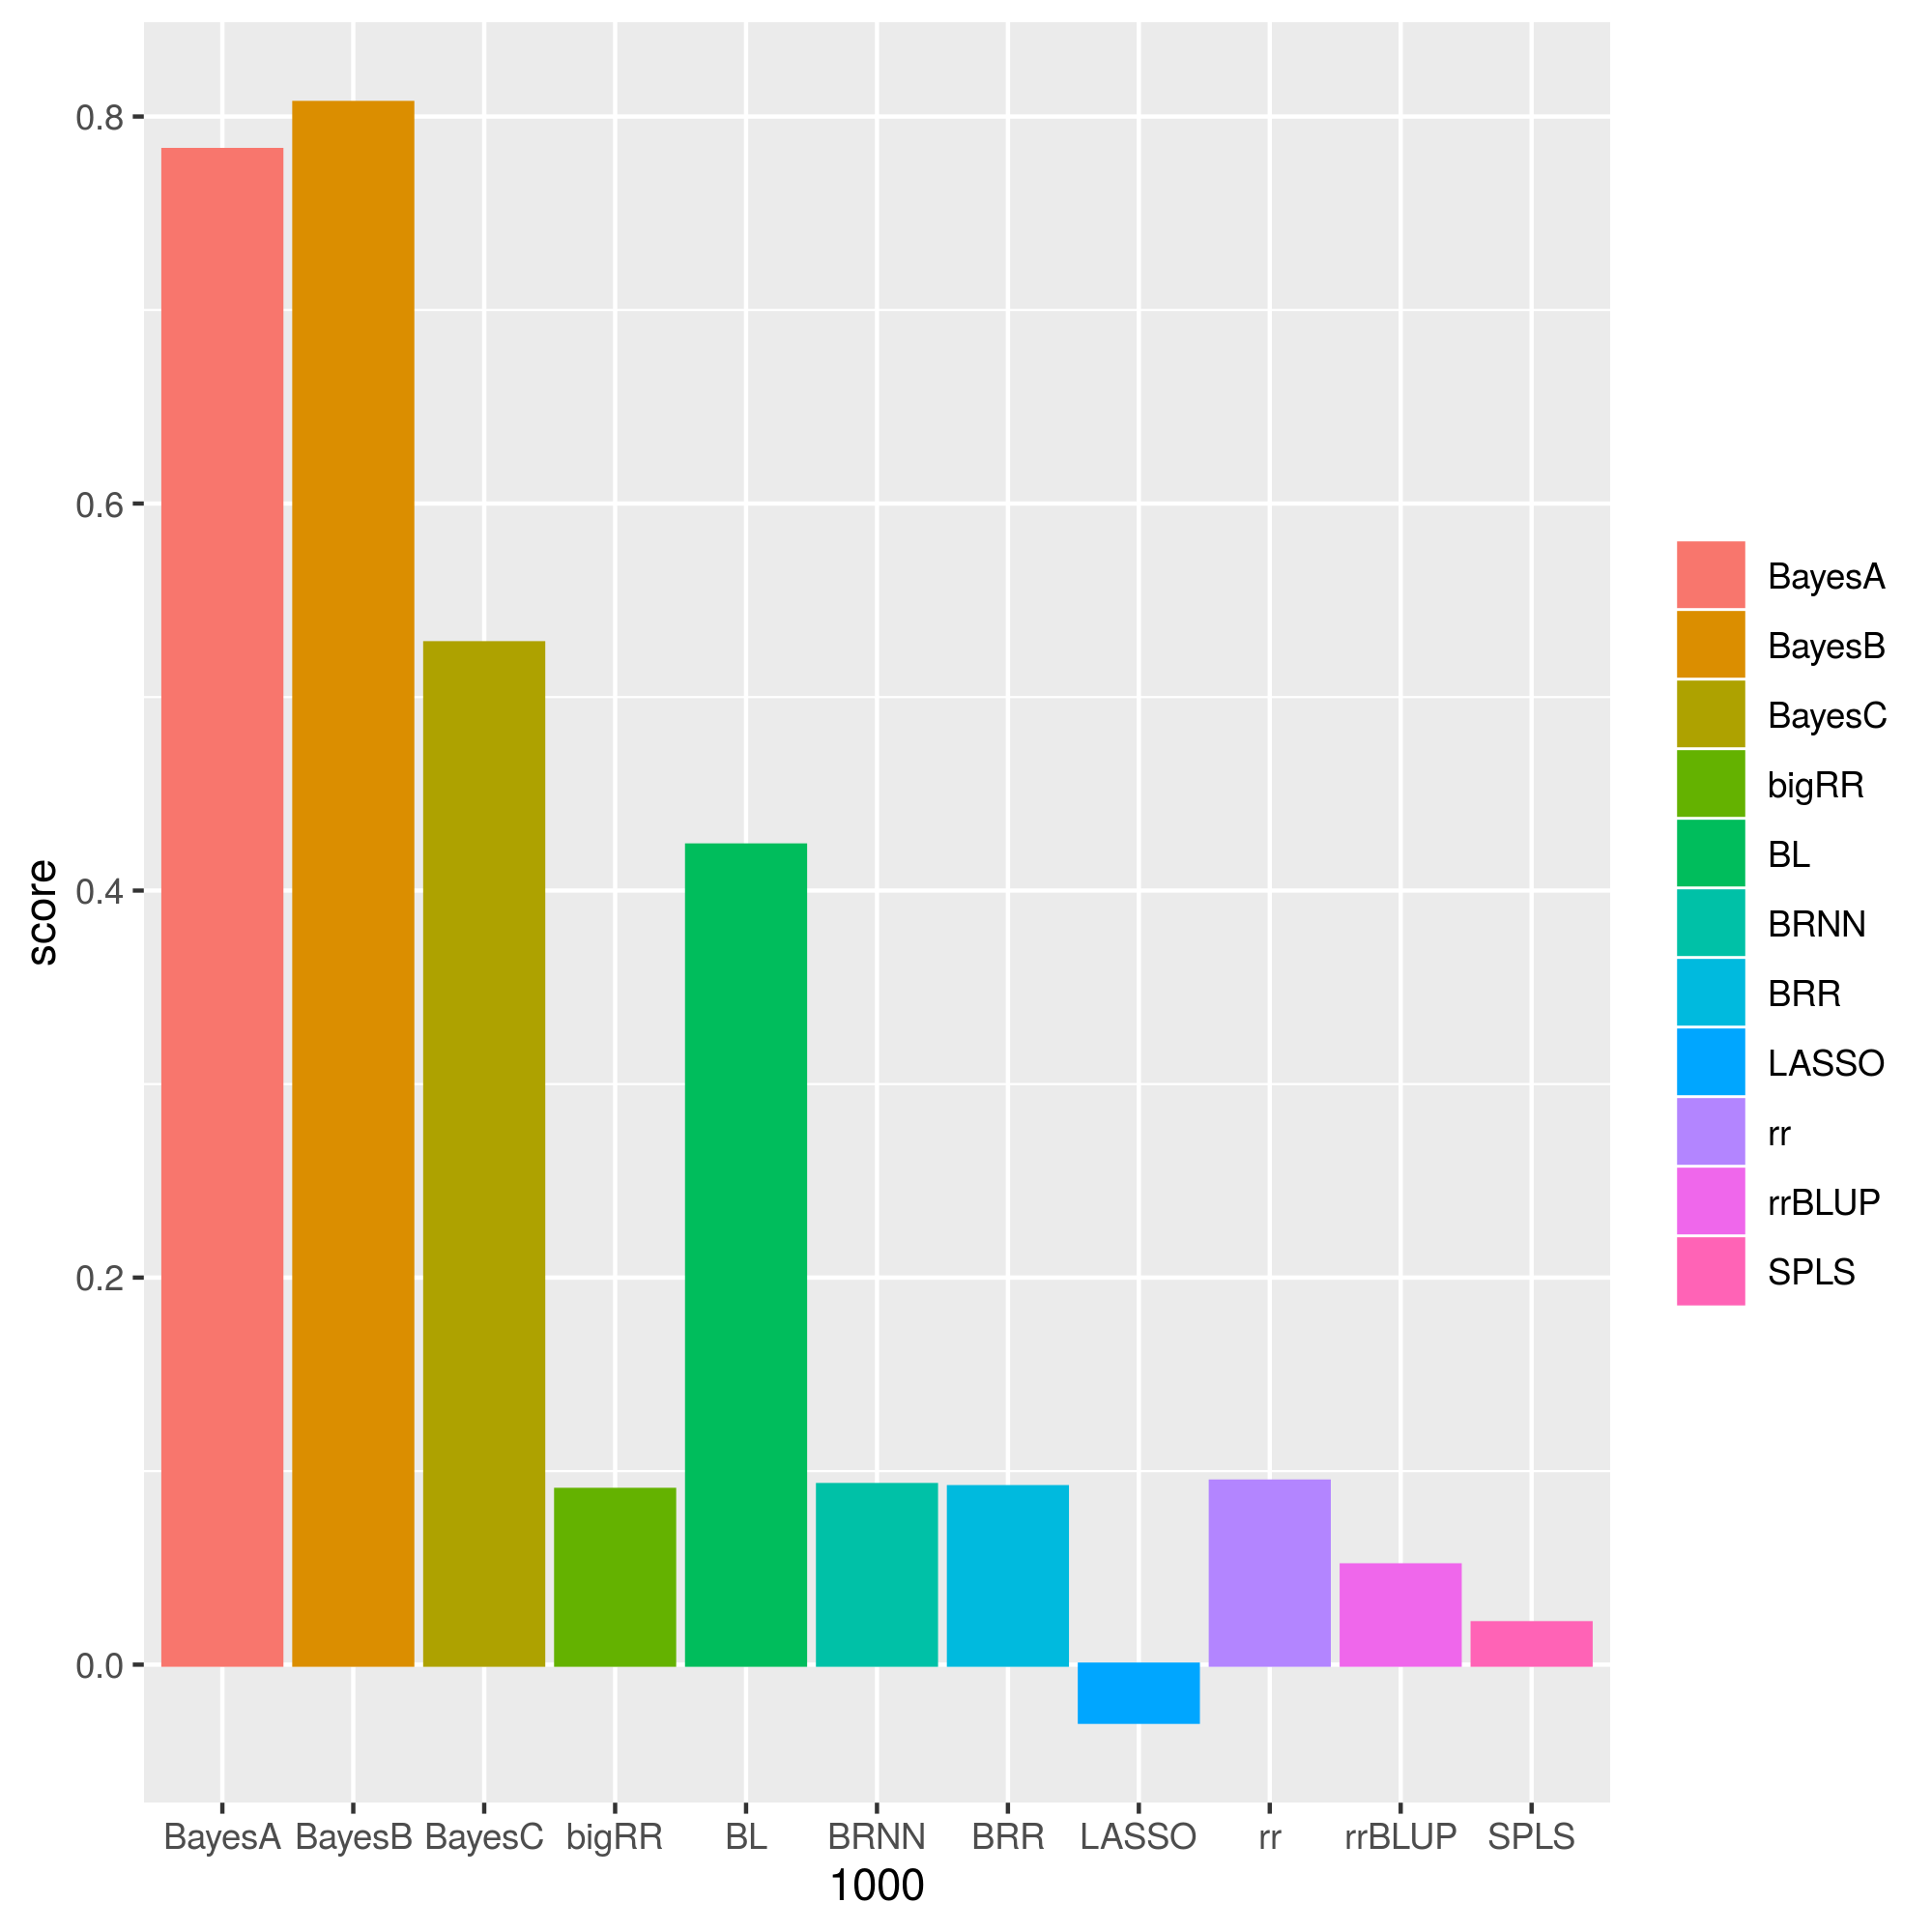 score
0.8
0.6
0.4
0.2
0.0
BayesA BayesB BayesC bigRR BL BRNN BRR LASSO rr rrBLUP SPLS
1000
BayesA
BayesB
BayesC
bigRR
BL
BRNN
BRR
LASSO
rr
rrBLUP
SPLS